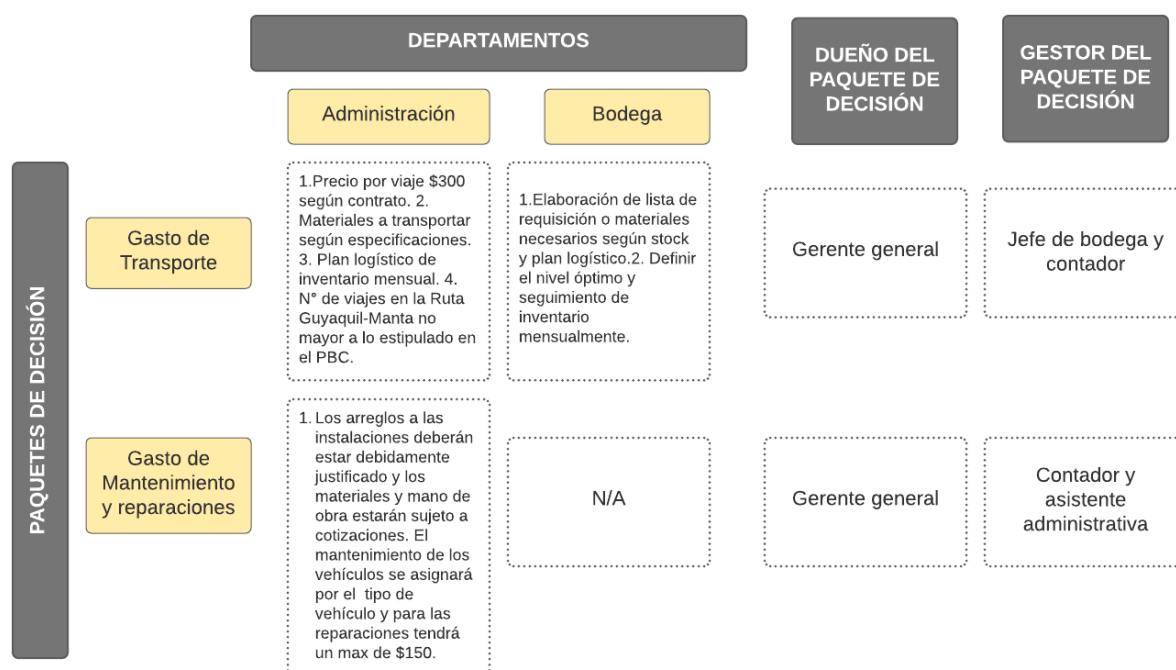 DEPARTAMENTOS
DUEÑO DEL
PAQUETE DE
DECISIÓN
GESTOR DEL
PAQUETE DE
DECISIÓN
Administración
Bodega
PAQUETES DE DECISIÓN
Gasto de
Transporte
1.Precio por viaje $300
según contrato. 2.
Materiales a transportar
según especificaciones.
3. Plan logístico de
inventario mensual. 4.
N° de viajes en la Ruta
Guyaquil-Manta no
mayor a lo estipulado en
el PBC.
1.Elaboración de lista de
requisición o materiales
necesarios según stock
y plan logístico.2. Definir
el nivel óptimo y
seguimiento de
inventario
mensualmente.
Gerente general
Jefe de bodega y
contador
Gasto de
Mantenimiento
y reparaciones
1. Los arreglos a las
instalaciones deberán
estar debidamente
justificado y los
materiales y mano de
obra estarán sujeto a
cotizaciones. El
mantenimiento de los
vehículos se asignará
por el tipo de
vehículo y para las
reparaciones tendrá
un max de $150.
N/A
Gerente general
Contador y
asistente
administrativa